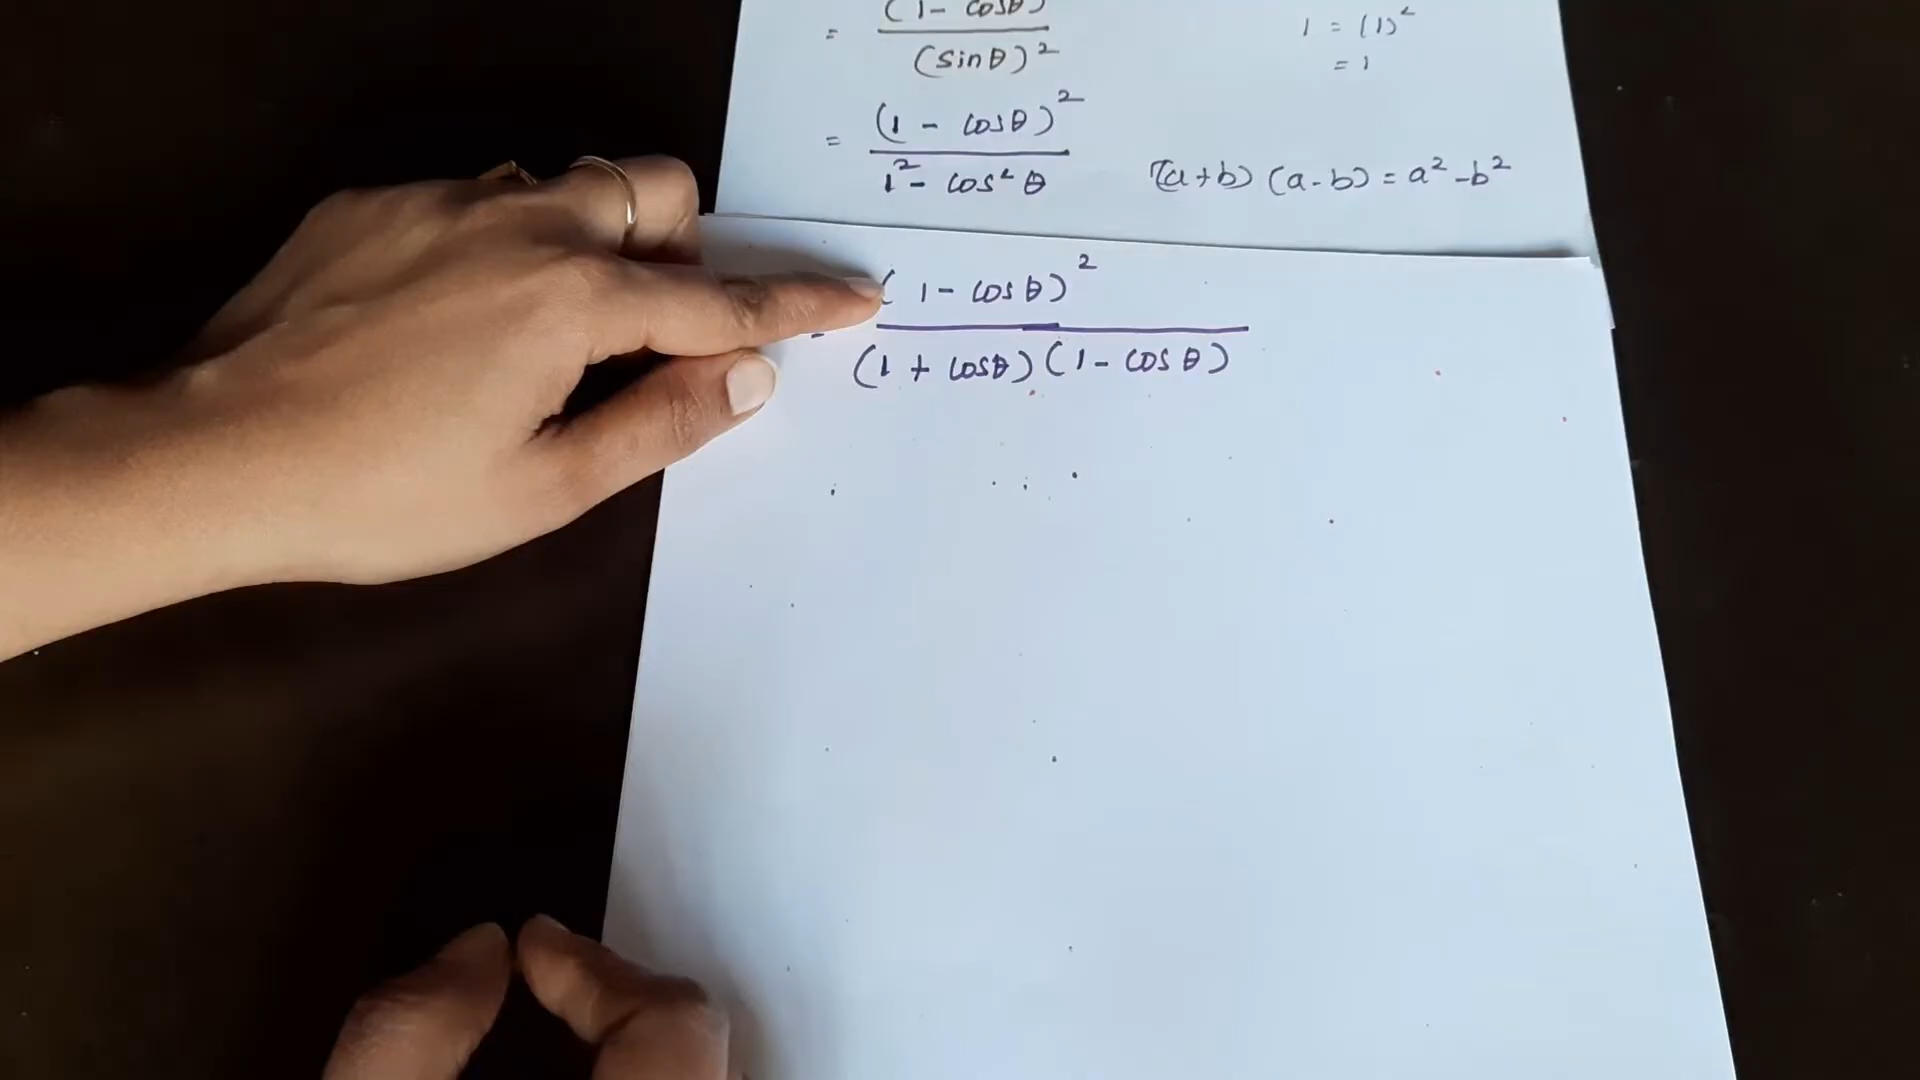 = (1 - cosθ)
(sinθ)²
1 = (1)²
= 1
= (1 - cosθ)²
1² - cos² θ
(a+b) (a-b) = a² - b²
= (1 - cosθ)²
(1 + cosθ)(1 - cosθ)